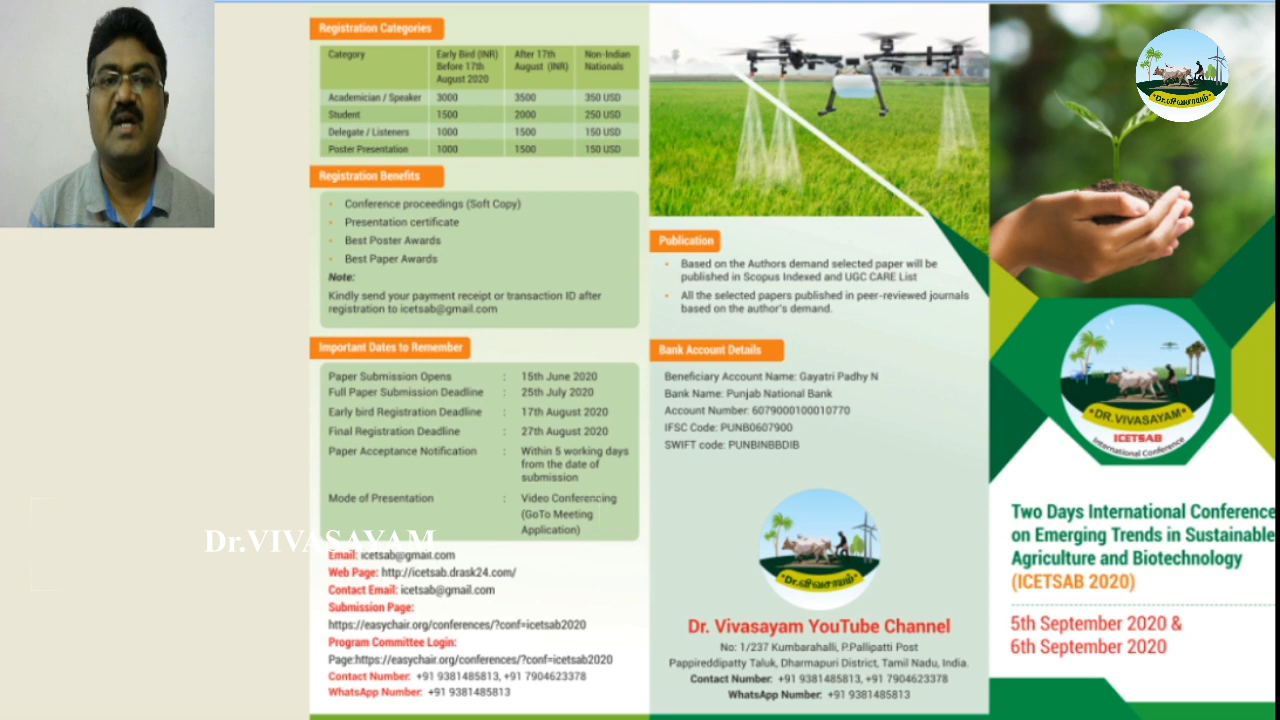 Registration Categories
Category Early Bird (INR) Before 17th August 2020 After 17th August (INR) Non-Indian Nationals
Academician / Speaker 3000 3500 350 USD
Student 1500 2000 250 USD
Delegate / Listeners 1000 1500 150 USD
Poster Presentation 1000 1500 150 USD
Registration Benefits
• Conference proceedings (Soft Copy)
• Presentation certificate
• Best Poster Awards
• Best Paper Awards
Note:
Kindly send your payment receipt or transaction ID after
registration to icetsab@gmail.com
Important Dates to Remember
Paper Submission Opens : 15th June 2020
Full Paper Submission Deadline : 25th July 2020
Early bird Registration Deadline : 17th August 2020
Final Registration Deadline : 27th August 2020
Paper Acceptance Notification : Within 5 working days
from the date of
submission
Mode of Presentation : Video Conferencing
(GoTo Meeting
Application)
Dr.VIVASAYAM
Email: icetsab@gmail.com
Web Page: http://icetsab.drask24.com/
Contact Email: icetsab@gmail.com
Submission Page:
https://easychair.org/conferences/?conf=icetsab2020
Program Committee Login:
Page:https://easychair.org/conferences/?conf=icetsab2020
Contact Number: +91 9381485813, +91 7904623378
WhatsApp Number: +91 9381485813
Publication
• Based on the Authors demand selected paper will be
published in Scopus Indexed and UGC CARE List
• All the selected papers published in peer-reviewed journals
based on the author's demand.
Bank Account Details
Beneficiary Account Name: Gayatri Padhy N
Bank Name: Punjab National Bank
Account Number: 6079000100010770
IFSC Code: PUNB0607900
SWIFT code: PUNBINBBDIB
Dr.விவசாயம்
Dr. Vivasayam YouTube Channel
No: 1/237 Kumbarahalli, P.Pallipatti Post
Pappireddipatty Taluk, Dharmapuri District, Tamil Nadu, India.
Contact Number: +91 9381485813, +91 7904623378
WhatsApp Number: +91 9381485813
Dr.விவசாயம்
DR.VIVASAYAM
ICETSAB
International Conference
Two Days International Conference
on Emerging Trends in Sustainable
Agriculture and Biotechnology
(ICETSAB 2020)
5th September 2020 &
6th September 2020